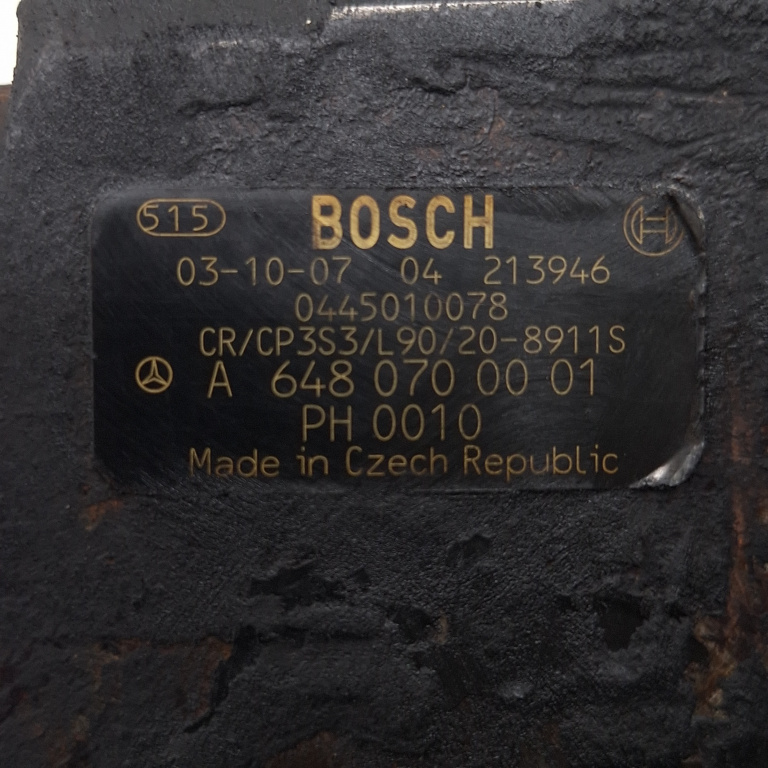 515 BOSCH
03-10-07 04 213946
0445010078
CR/CP3S3/L90/20-8911S
A 648 070 00 01
PH 0010
Made in Czech Republic